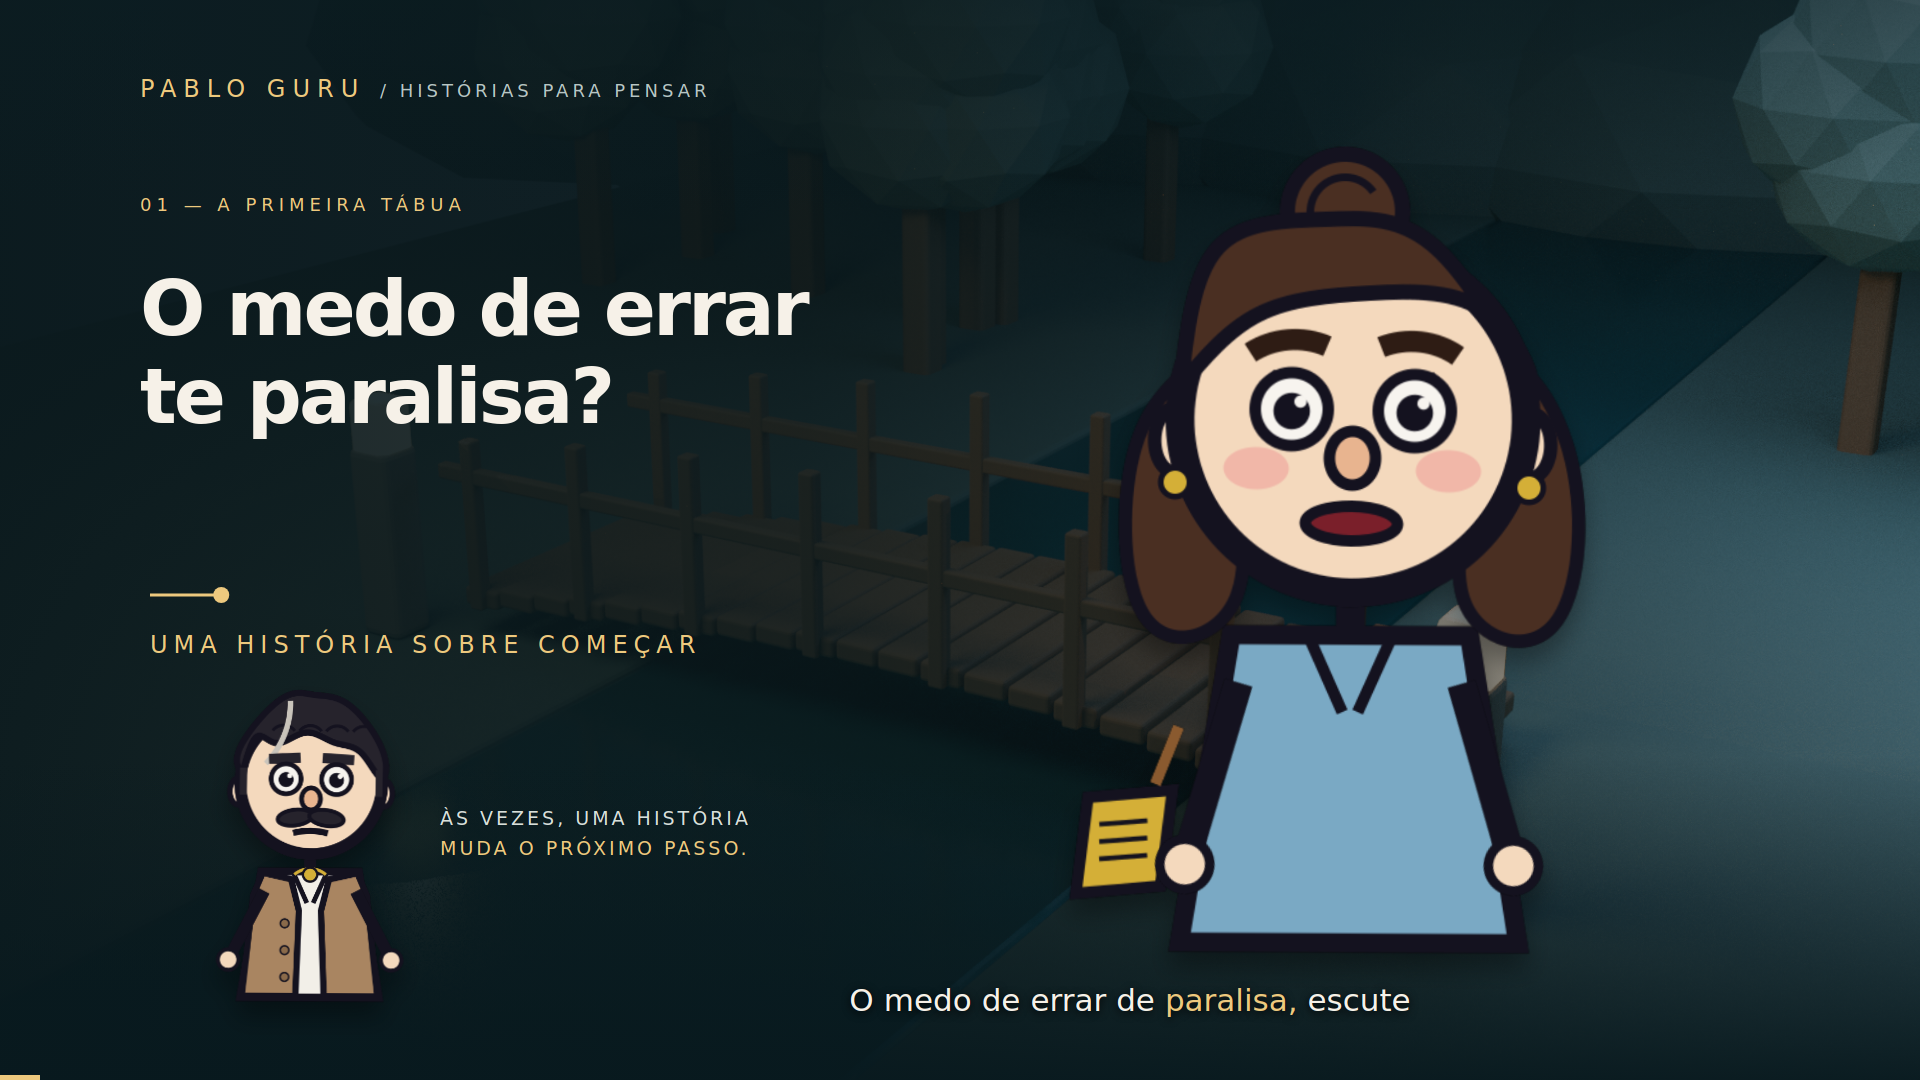 PABLO GURU / HISTÓRIAS PARA PENSAR
01 — A PRIMEIRA TÁBUA
O medo de errar
te paralisa?
UMA HISTÓRIA SOBRE COMEÇAR
ÀS VEZES, UMA HISTÓRIA
MUDA O PRÓXIMO PASSO.
O medo de errar de paralisa, escute